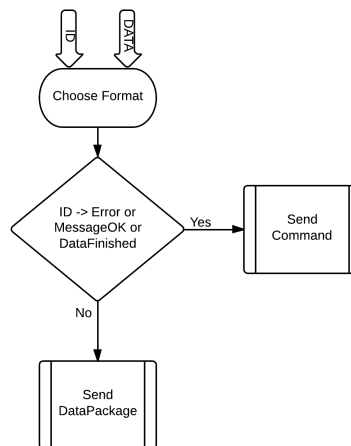 ID
DATA
Choose Format
ID -> Error or
MessageOK or
DataFinished
Yes
Send
Command
No
Send
DataPackage